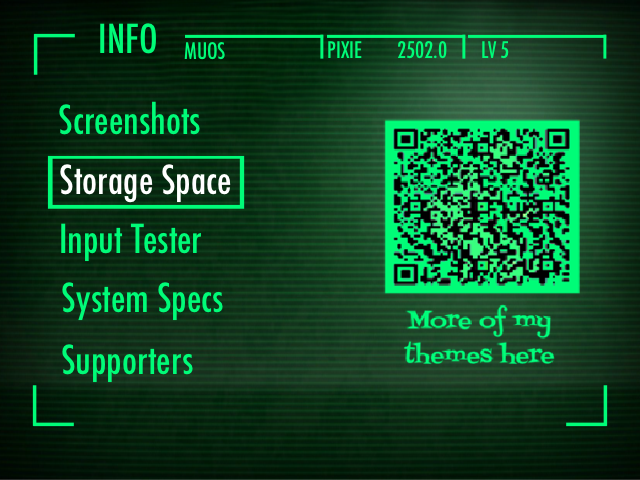 INFO MUOS PIXIE 2502.0 LV 5
Screenshots
Storage Space
Input Tester
System Specs
Supporters
More of my
themes here